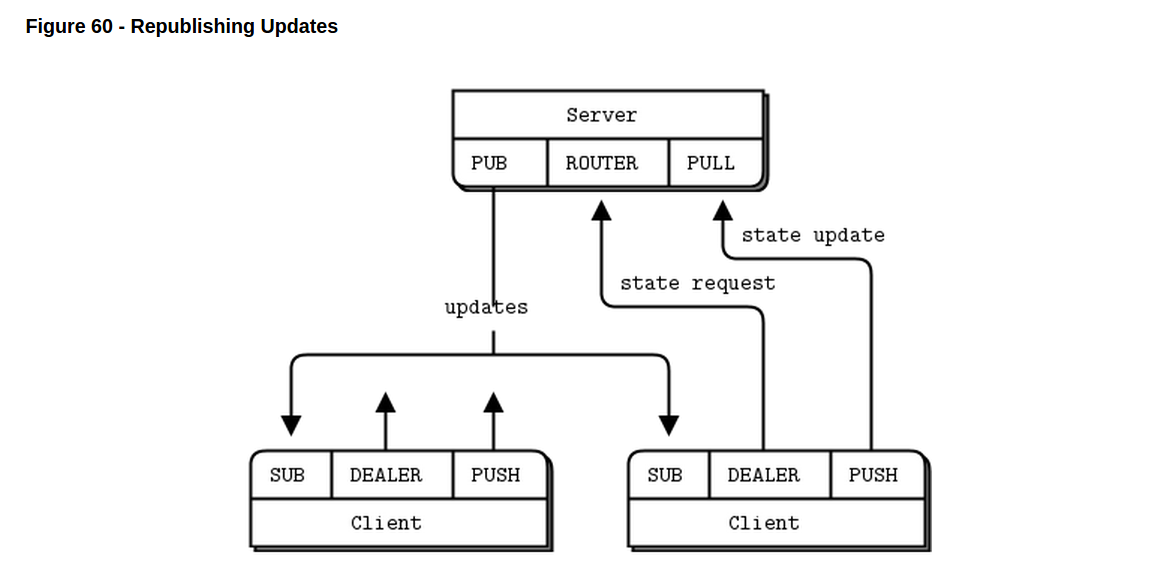 Figure 60 - Republishing Updates
Server
PUB ROUTER PULL
state update
state request
updates
SUB DEALER PUSH SUB DEALER PUSH
Client Client